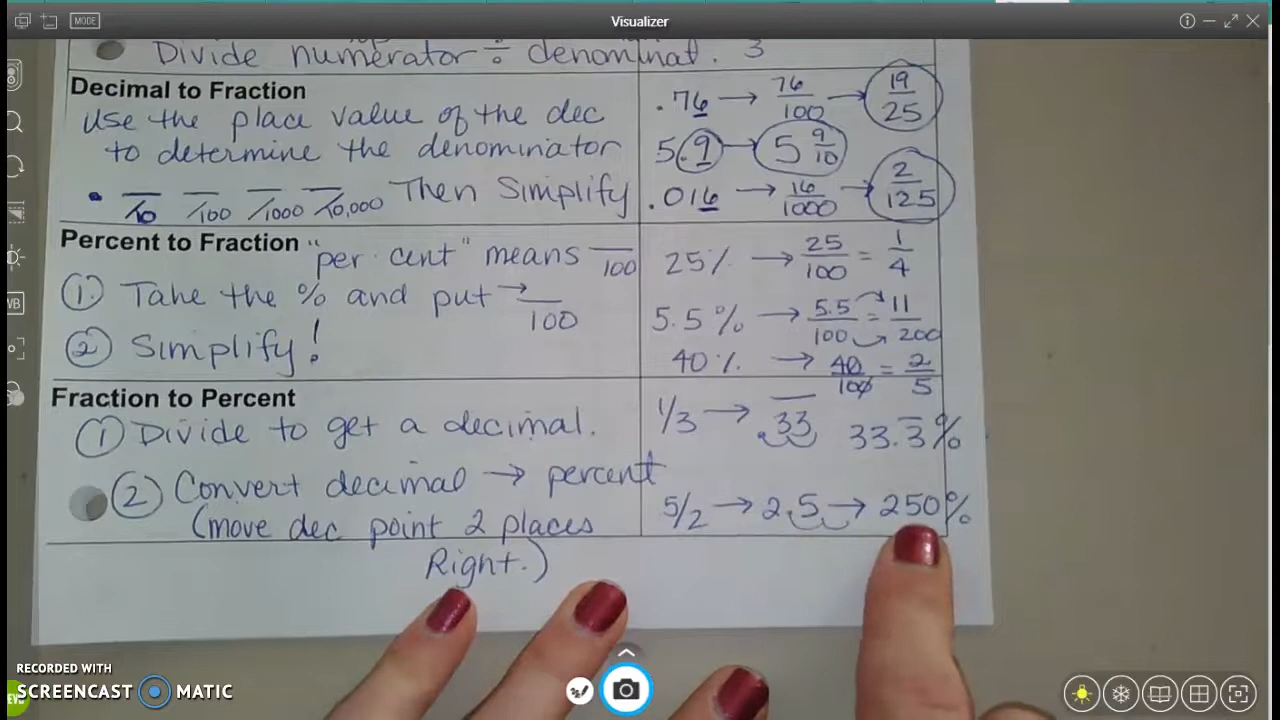 Visualizer
MODE
Divide numerator ÷ denominat. 3
Decimal to Fraction
Use the place value of the dec
to determine the denominator
. —/10 —/100 —/1000 —/10,000 Then Simplify
.76 → 76/100 → 19/25
5.9 → 5 9/10
.016 → 16/1000 → 2/125
Percent to Fraction "per cent" means —/100
① Take the % and put → —/100
② Simplify!
25% → 25/100 = 1/4
5.5% → 5.5/100 = 11/200
40% → 40/100 = 2/5
Fraction to Percent
① Divide to get a decimal.
② Convert decimal → percent
(move dec point 2 places
Right.)
1/3 → .3̅3̅ 33.3̅%
5/2 → 2.5 → 250%
RECORDED WITH
SCREENCAST MATIC